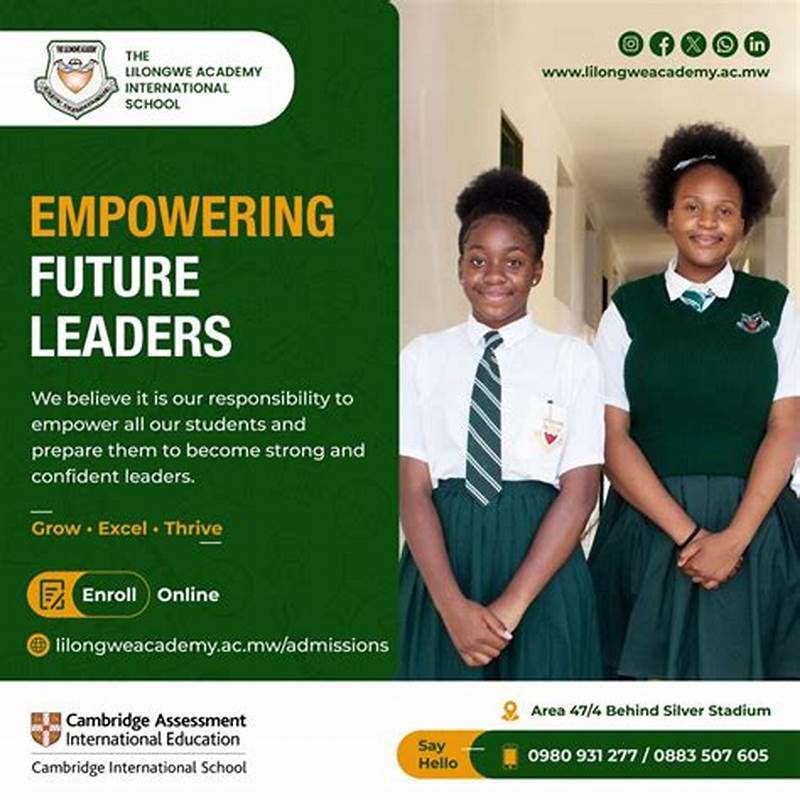 THE
LILONGWE ACADEMY
INTERNATIONAL
SCHOOL
www.lilongweacademy.ac.mw
EMPOWERING
FUTURE
LEADERS
We believe it is our responsibility to
empower all our students and
prepare them to become strong and
confident leaders.
Grow • Excel • Thrive
Enroll Online
lilongweacademy.ac.mw/admissions
Cambridge Assessment
International Education
Cambridge International School
Area 47/4 Behind Silver Stadium
Say
Hello
0980 931 277 / 0883 507 605